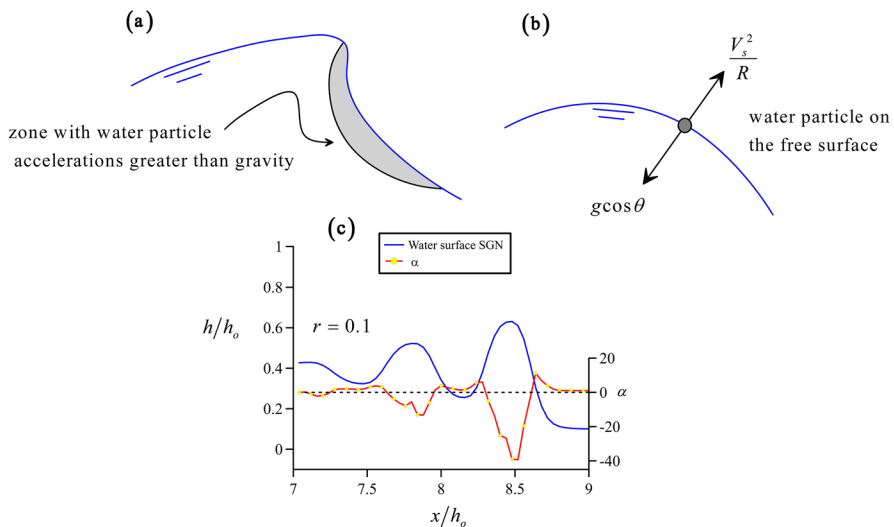 (a)
zone with water particle
accelerations greater than gravity
(b)
V_s^2/R
water particle on
the free surface
gcosθ
(c)
Water surface SGN
α
h/h_o
r = 0.1
1
0.8
0.6
0.4
0.2
0
20
0
-20
-40
α
7
7.5
8
8.5
9
x/h_o